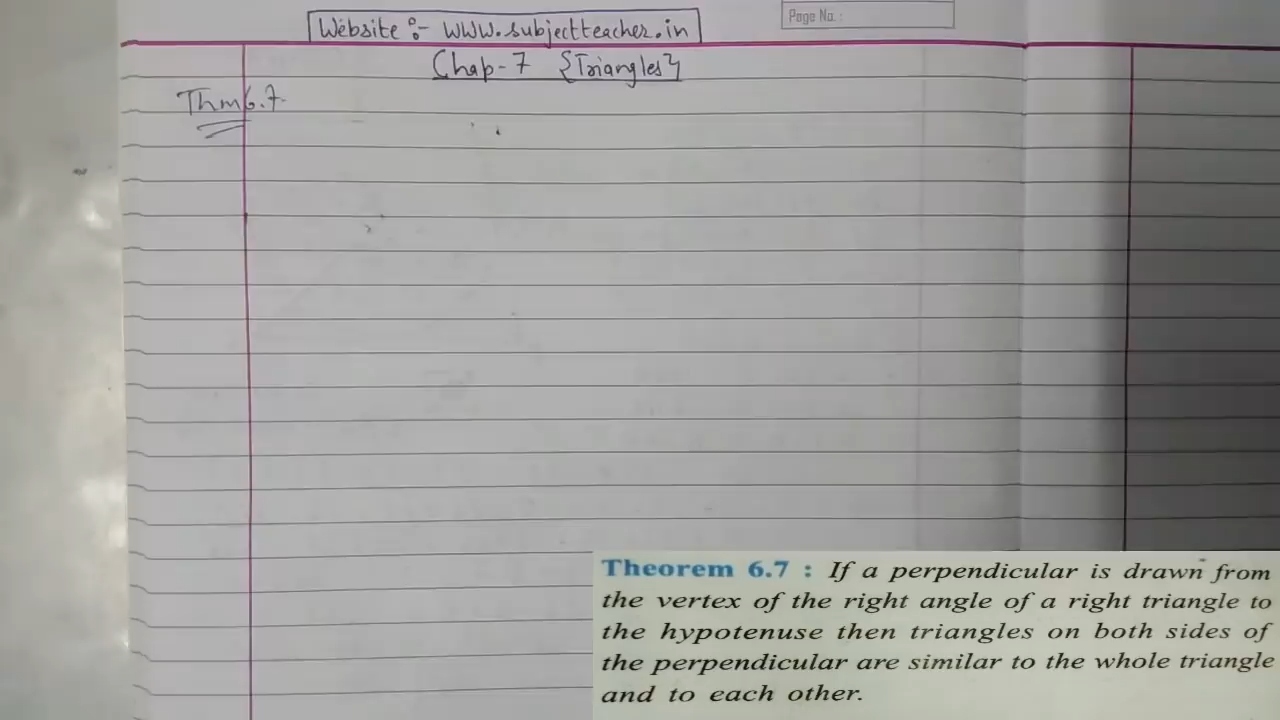 Website :- www.subjectteacher.in
Page No. :
Chap-7 {Triangles}
Thm 6.7.
Theorem 6.7 : If a perpendicular is drawn from
the vertex of the right angle of a right triangle to
the hypotenuse then triangles on both sides of
the perpendicular are similar to the whole triangle
and to each other.